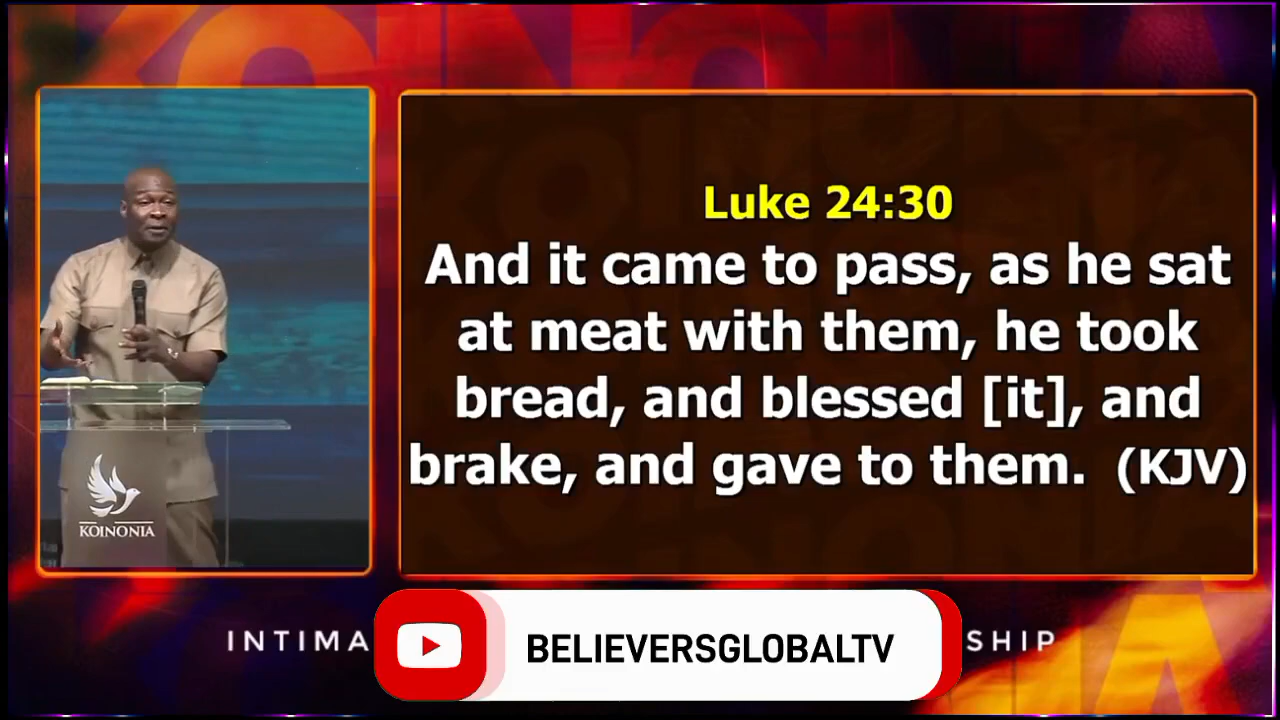 KOINONIA
Luke 24:30
And it came to pass, as he sat
at meat with them, he took
bread, and blessed [it], and
brake, and gave to them. (KJV)
KOINONIA
INTIMA
SHIP
BELIEVERSGLOBALTV